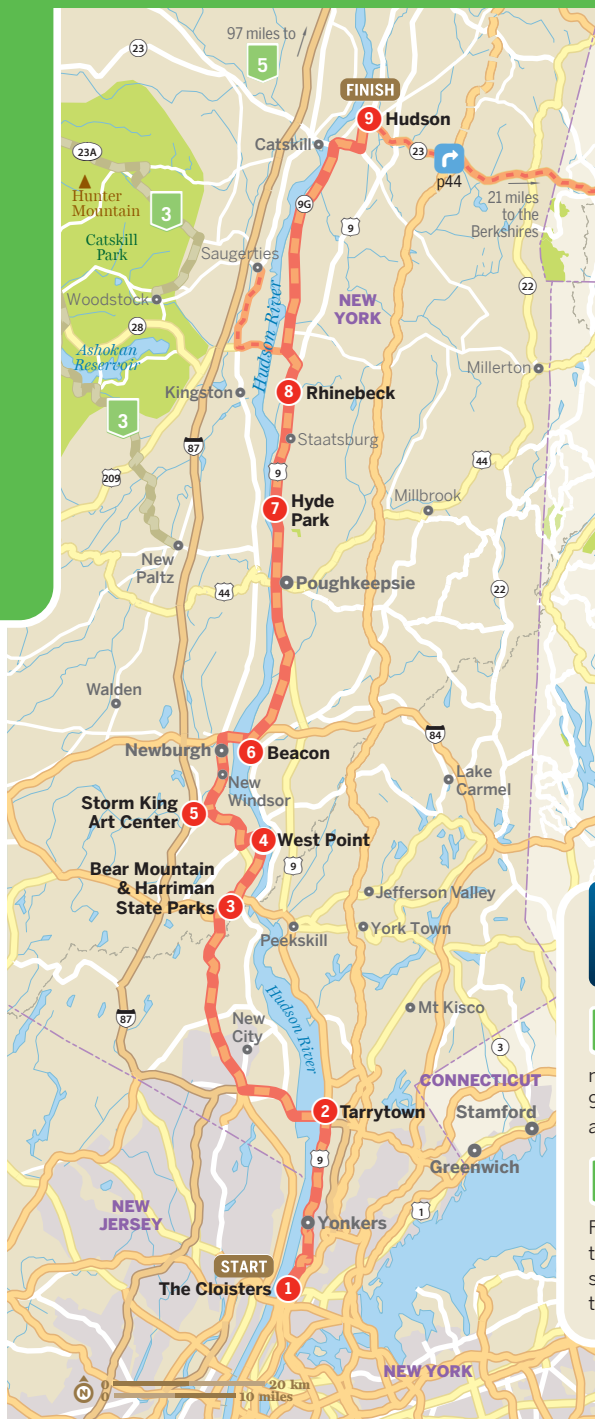 97 miles to
5
23
FINISH
9 Hudson
Catskill
23
p44
21 miles
to the
Berkshires
23A
Hunter
Mountain
3
Catskill
Park
9G
9
Saugerties
Woodstock
NEW
YORK
22
28
Ashokan
Reservoir
Hudson River
Kingston
8 Rhinebeck
Millerton
3
Staatsburg
87
9
44
209
7 Hyde
Park
Millbrook
New
Paltz
44
Poughkeepsie
22
Walden
84
Newburgh
6 Beacon
New
Windsor
Lake
Carmel
Storm King
Art Center
5
4 West Point
9
Bear Mountain
& Harriman
State Parks
3
Jefferson Valley
Peekskill
York Town
Hudson River
87
New
City
Mt Kisco
3
CONNECTICUT
2 Tarrytown
Stamford
9
Greenwich
NEW
JERSEY
1
Yonkers
START
The Cloisters 1
NEW YORK
N
0 20 km
0 10 miles